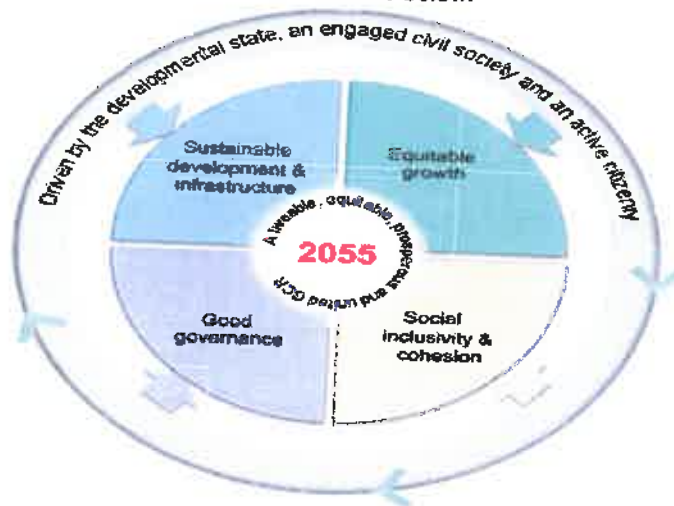 Driven by the developmental state, an engaged civil society and an active citizenry
Sustainable
development &
infrastructure
Equitable
growth
A liveable, equitable, prosperous and united GCR
2055
Good
governance
Social
inclusivity &
cohesion